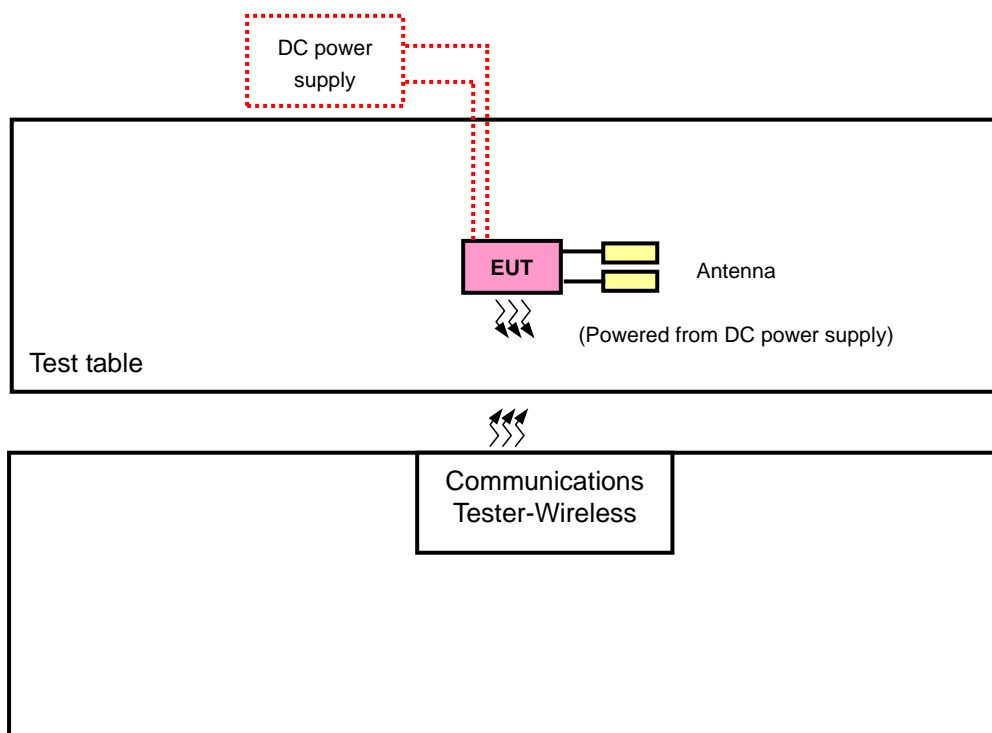 DC power
supply
EUT
Antenna
(Powered from DC power supply)
Test table
Communications
Tester-Wireless